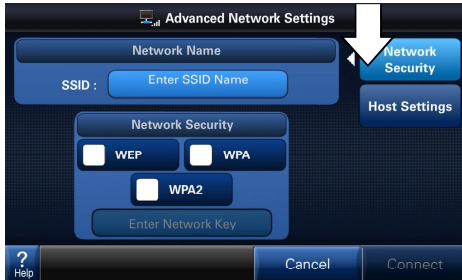 Advanced Network Settings
Network Name
SSID :
Enter SSID Name
Network Security
WEP
WPA
WPA2
Enter Network Key
Network
Security
Host Settings
?
Help
Cancel
Connect